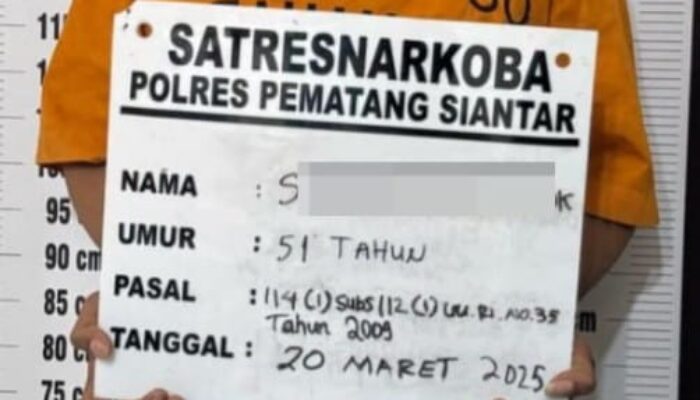 SATRESNARKOBA
POLRES PEMATANG SIANTAR
NAMA : S K
UMUR : 51 TAHUN
PASAL : 114 (1) Subs 112 (1) UU.RI.NO.35
Tahun 2009
TANGGAL : 20 MARET 2025
95
90 cm
85 c
80
75
m